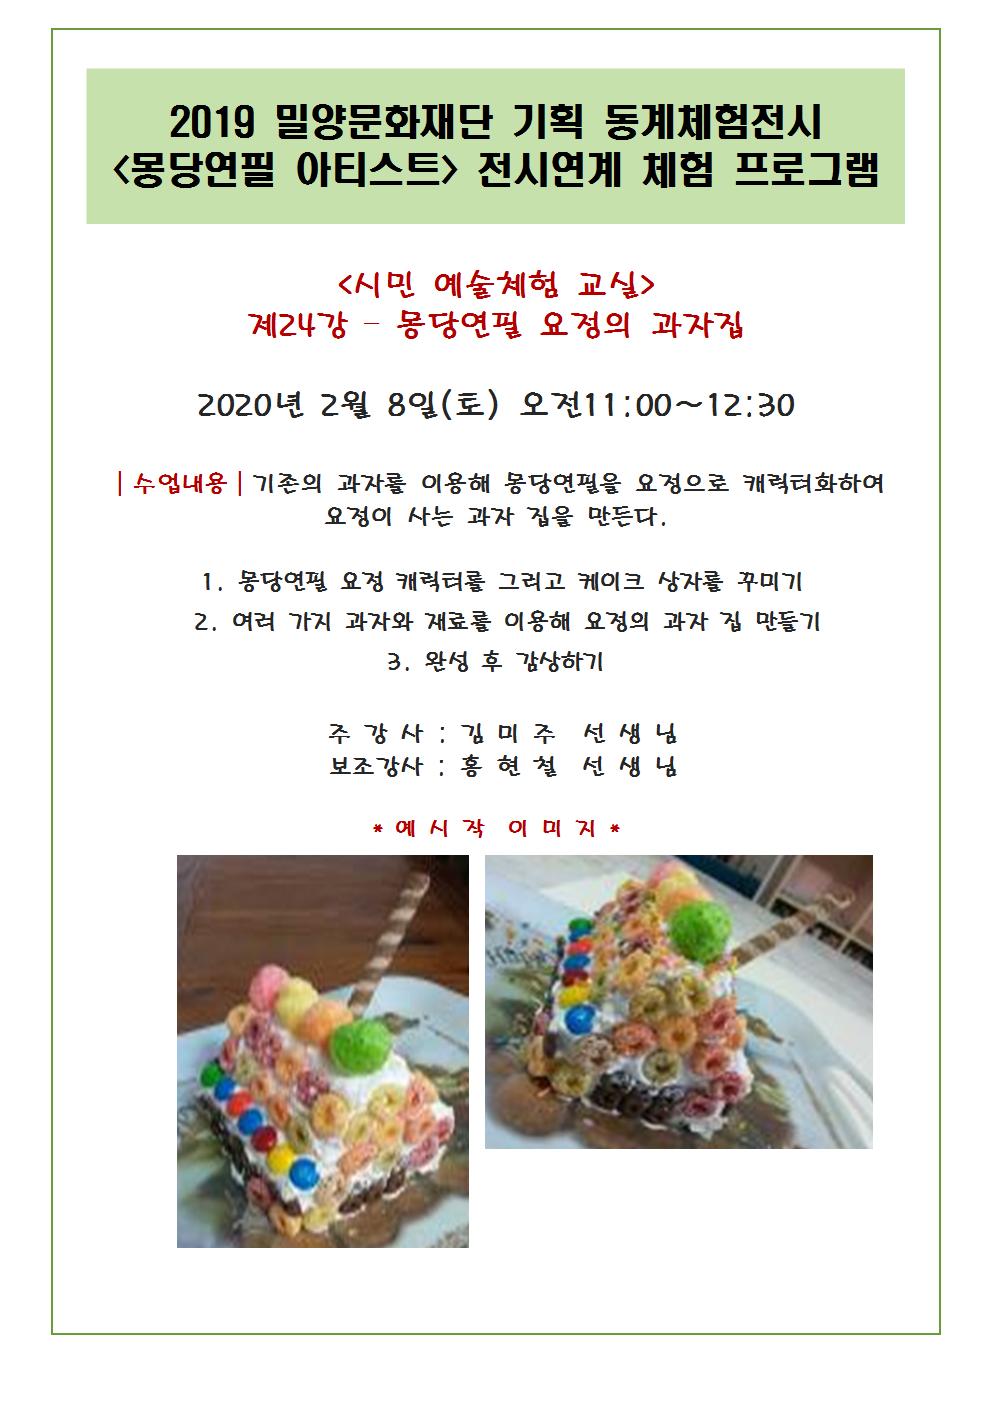 2019 밀양문화재단 기획 동계체험전시
<몽당연필 아티스트> 전시연계 체험 프로그램
<시민 예술체험 교실>
제24강 - 몽당연필 요정의 과자집
2020년 2월 8일(토) 오전11:00~12:30
|수업내용| 기존의 과자를 이용해 몽당연필을 요정으로 캐릭터화하여
요정이 사는 과자 집을 만든다.
1. 몽당연필 요정 캐릭터를 그리고 케이크 상자를 꾸미기
2. 여러 가지 과자와 재료를 이용해 요정의 과자 집 만들기
3. 완성 후 감상하기
주 강 사 : 김 미 주 선 생 님
보조강사 : 홍 현 철 선 생 님
* 예 시 작 이 미 지 *